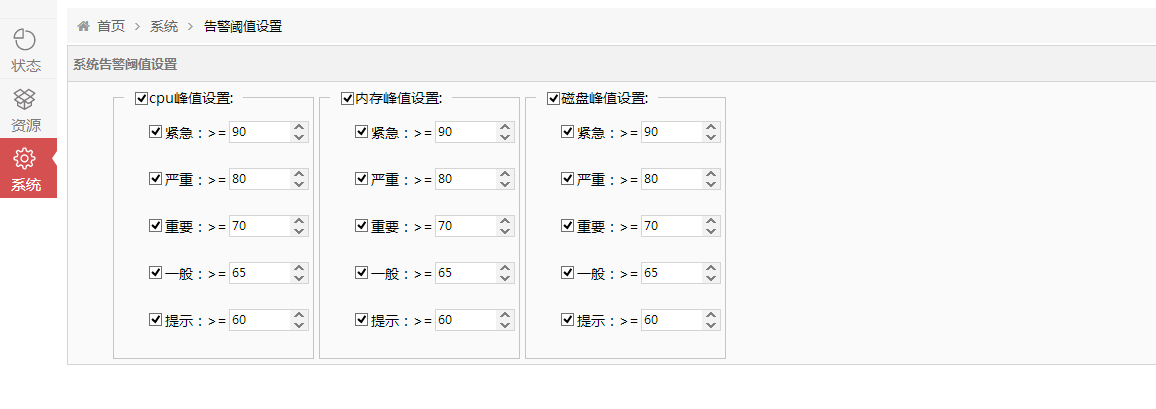 首页 > 系统 > 告警阈值设置
状态
资源
系统
系统告警阈值设置
cpu峰值设置:
紧急：>= 90
严重：>= 80
重要：>= 70
一般：>= 65
提示：>= 60
内存峰值设置:
紧急：>= 90
严重：>= 80
重要：>= 70
一般：>= 65
提示：>= 60
磁盘峰值设置:
紧急：>= 90
严重：>= 80
重要：>= 70
一般：>= 65
提示：>= 60